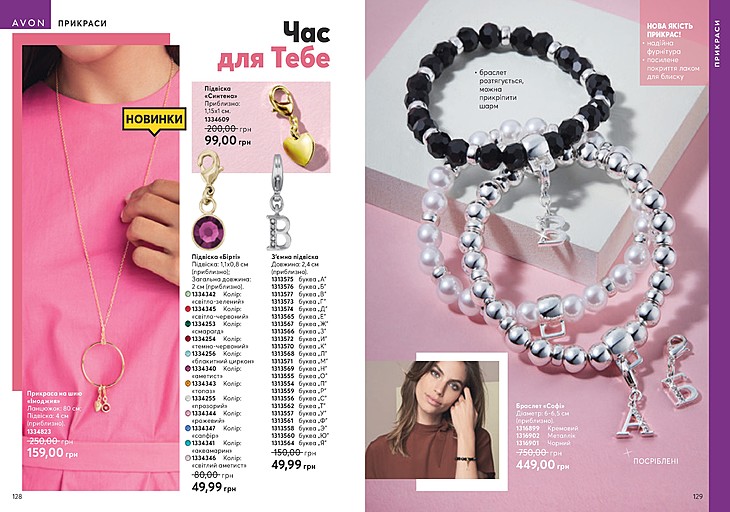 AVON ПРИКРАСИ
Час
для Тебе
НОВИНКИ
Підвіска
«Синтена»
Приблизно:
1,15х1 см.
1334609
200,00 грн
99,00 грн
Підвіска «Бірті»
Підвіска: 1,1х0,8 см
(приблизно);
Загальна довжина:
2 см (приблизно).
1334242 Колір:
«світло-зелений»
1334345 Колір:
«світло-червоний»
1334253 Колір:
«смарагд»
1334254 Колір:
«темно-червоний»
1334256 Колір:
«блакитний циркон»
1334340 Колір:
«аметист»
1334343 Колір:
«топаз»
1334255 Колір:
«прозорий»
1334344 Колір:
«рожевий»
1334347 Колір:
«сапфір»
1334341 Колір:
«аквамарин»
1334346 Колір:
«світлий аметист»
80,00 грн
49,99 грн
З'ємна підвіска
Довжина: 2,4 см
(приблизно).
1313575 буква „А"
1313576 буква „Б"
1313577 буква „В"
1313573 буква „Г"
1313574 буква „Д"
1313565 буква „Е"
1313567 буква „Ж"
1313566 буква „З"
1313572 буква „І"
1313570 буква „К"
1313568 буква „Л"
1313571 буква „М"
1313569 буква „Н"
1313555 буква „О"
1313554 буква „П"
1313559 буква „Р"
1313556 буква „С"
1313562 буква „Т"
1313557 буква „У"
1313561 буква „Ф"
1313558 буква „Э"
1313560 буква „Ю"
1313564 буква „Я"
150,00 грн
49,99 грн
Прикраса на шию
«Іноджия»
Ланцюжок: 80 см;
Підвіска: 4 см
(приблизно).
1334823
250,00 грн
159,00 грн
128
• браслет
розтягується,
можна
прикріпити
шарм
НОВА ЯКІСТЬ
ПРИКРАС!
• надійна
фурнітура
• посилене
покриття лаком
для блиску
ПРИКРАСИ
Браслет «Софі»
Діаметр: 6-6,5 см
(приблизно).
1316899 Кремовий
1316902 Металлік
1316901 Чорний
750,00 грн
449,00 грн
ПОСРІБЛЕНІ
129